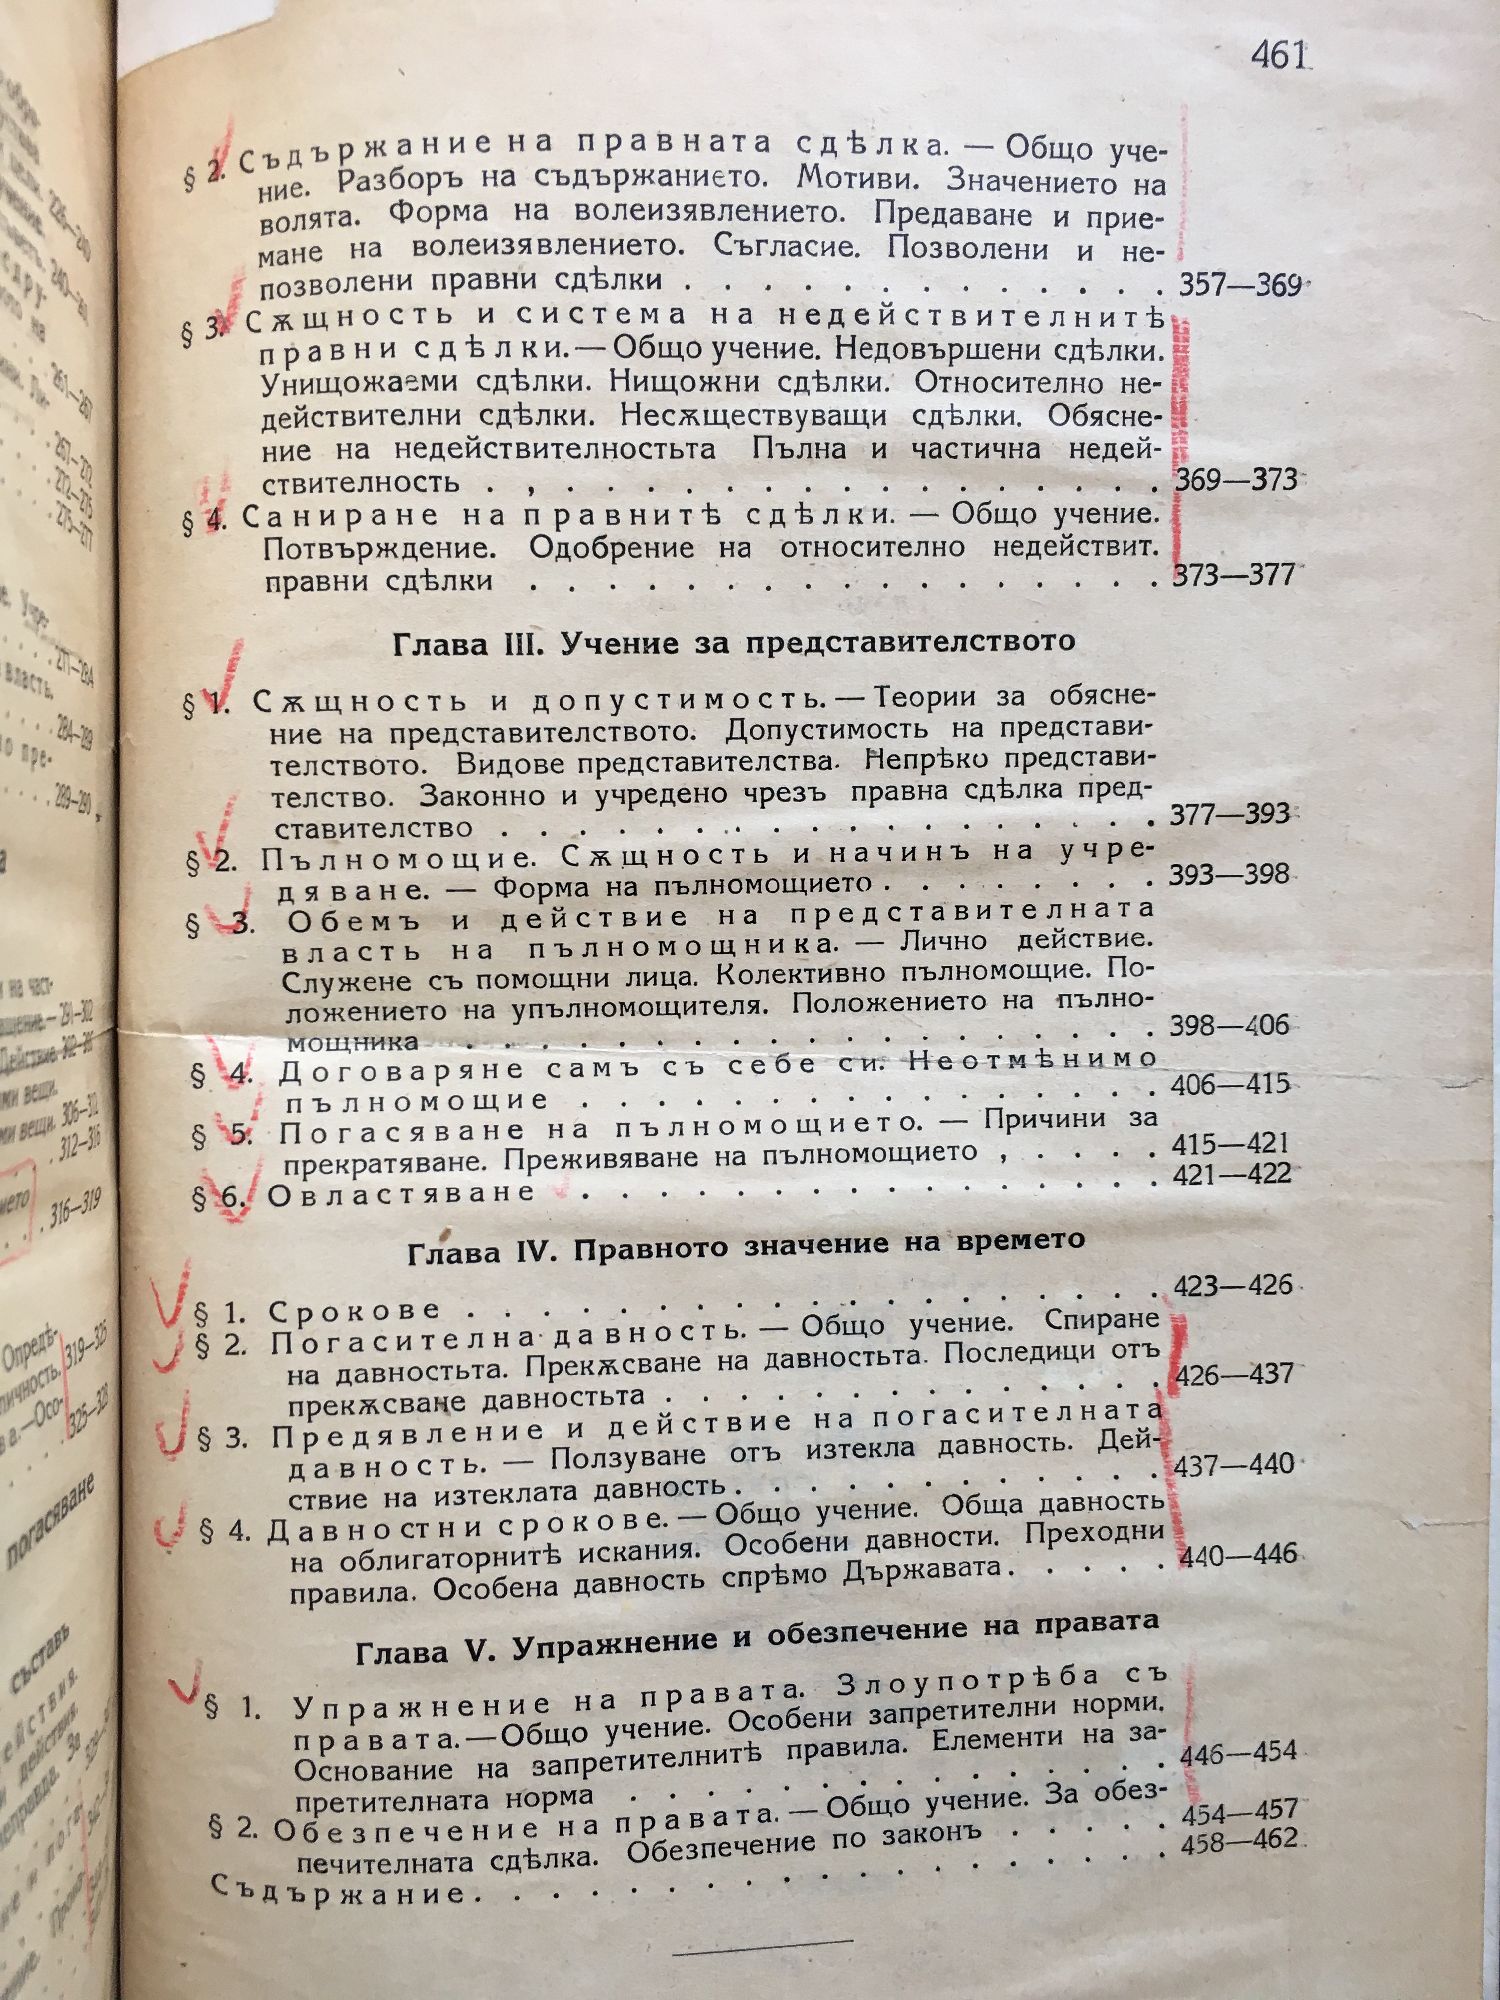 461
§ 2. Съдържание на правната сдѣлка. — Общо уче-
ние. Разборъ на съдържанието. Мотиви. Значението на
волята. Форма на волеизявлението. Предаване и прие-
мане на волеизявлението. Съгласие. Позволени и не-
позволени правни сдѣлки . . . . . . . . . . . . . 357—369
§ 3. Сѫщность и система на недействителнитѣ
правни сдѣлки. — Общо учение. Недовършени сдѣлки.
Унищожаеми сдѣлки. Нищожни сдѣлки. Относително не-
действителни сдѣлки. Несѫществуващи сдѣлки. Обясне-
ние на недействителностьта Пълна и частична недей-
ствителность . , . . . . . . . . . . . . . . . 369—373
§ 4. Саниране на правнитѣ сдѣлки. — Общо учение.
Потвърждение. Одобрение на относително недействит.
правни сдѣлки . . . . . . . . . . . . . . . . . 373—377
Глава III. Учение за представителството
§ 1. Сѫщность и допустимость. — Теории за обясне-
ние на представителството. Допустимость на представи-
телството. Видове представителства. Непрѣко представи-
телство. Законно и учредено чрезъ правна сдѣлка пред-
ставителство . . . . . . . . . . . . . . . . . 377—393
§ 2. Пълномощие. Сѫщность и начинъ на учре-
дяване. — Форма на пълномощието . . . . . . . . 393—398
§ 3. Обемъ и действие на представителната
власть на пълномощника. — Лично действие.
Служене съ помощни лица. Колективно пълномощие. По-
ложението на упълномощителя. Положението на пълно-
мощника . . . . . . . . . . . . . . . . . . 398—406
§ 4. Договаряне самъ съ себе си. Неотмѣнимо
пълномощие . . . . . . . . . . . . . . . . 406—415
§ 5. Погасяване на пълномощието. — Причини за
прекратяване. Преживяване на пълномощието , . . . . 415—421
§ 6. Овластяване . . . . . . . . . . . . . . . . 421—422
Глава IV. Правното значение на времето
§ 1. Срокове . . . . . . . . . . . . . . . . . . 423—426
§ 2. Погасителна давность. — Общо учение. Спиране
на давностьта. Прекѫсване на давностьта. Последици отъ
прекѫсване давностьта . . . . . . . . . . . . . . 426—437
§ 3. Предявление и действие на погасителната
давность. — Ползуване отъ изтекла давность. Дей-
ствие на изтеклата давность . . . . . . . . . . . . 437—440
§ 4. Давностни срокове. — Общо учение. Обща давность
на облигаторнитѣ искания. Особени давности. Преходни
правила. Особена давность спрѣмо Държавата . . . . . 440—446
Глава V. Упражнение и обезпечение на правата
§ 1. Упражнение на правата. Злоупотрѣба съ
правата. — Общо учение. Особени запретителни норми.
Основание на запретителнитѣ правила. Елементи на за-
претителната норма . . . . . . . . . . . . . . . 446—454
§ 2. Обезпечение на правата. — Общо учение. За обез-
печителната сдѣлка. Обезпечение по законъ . . . . . 454—457
Съдържание . . . . . . . . . . . . . . . . . . 458—462